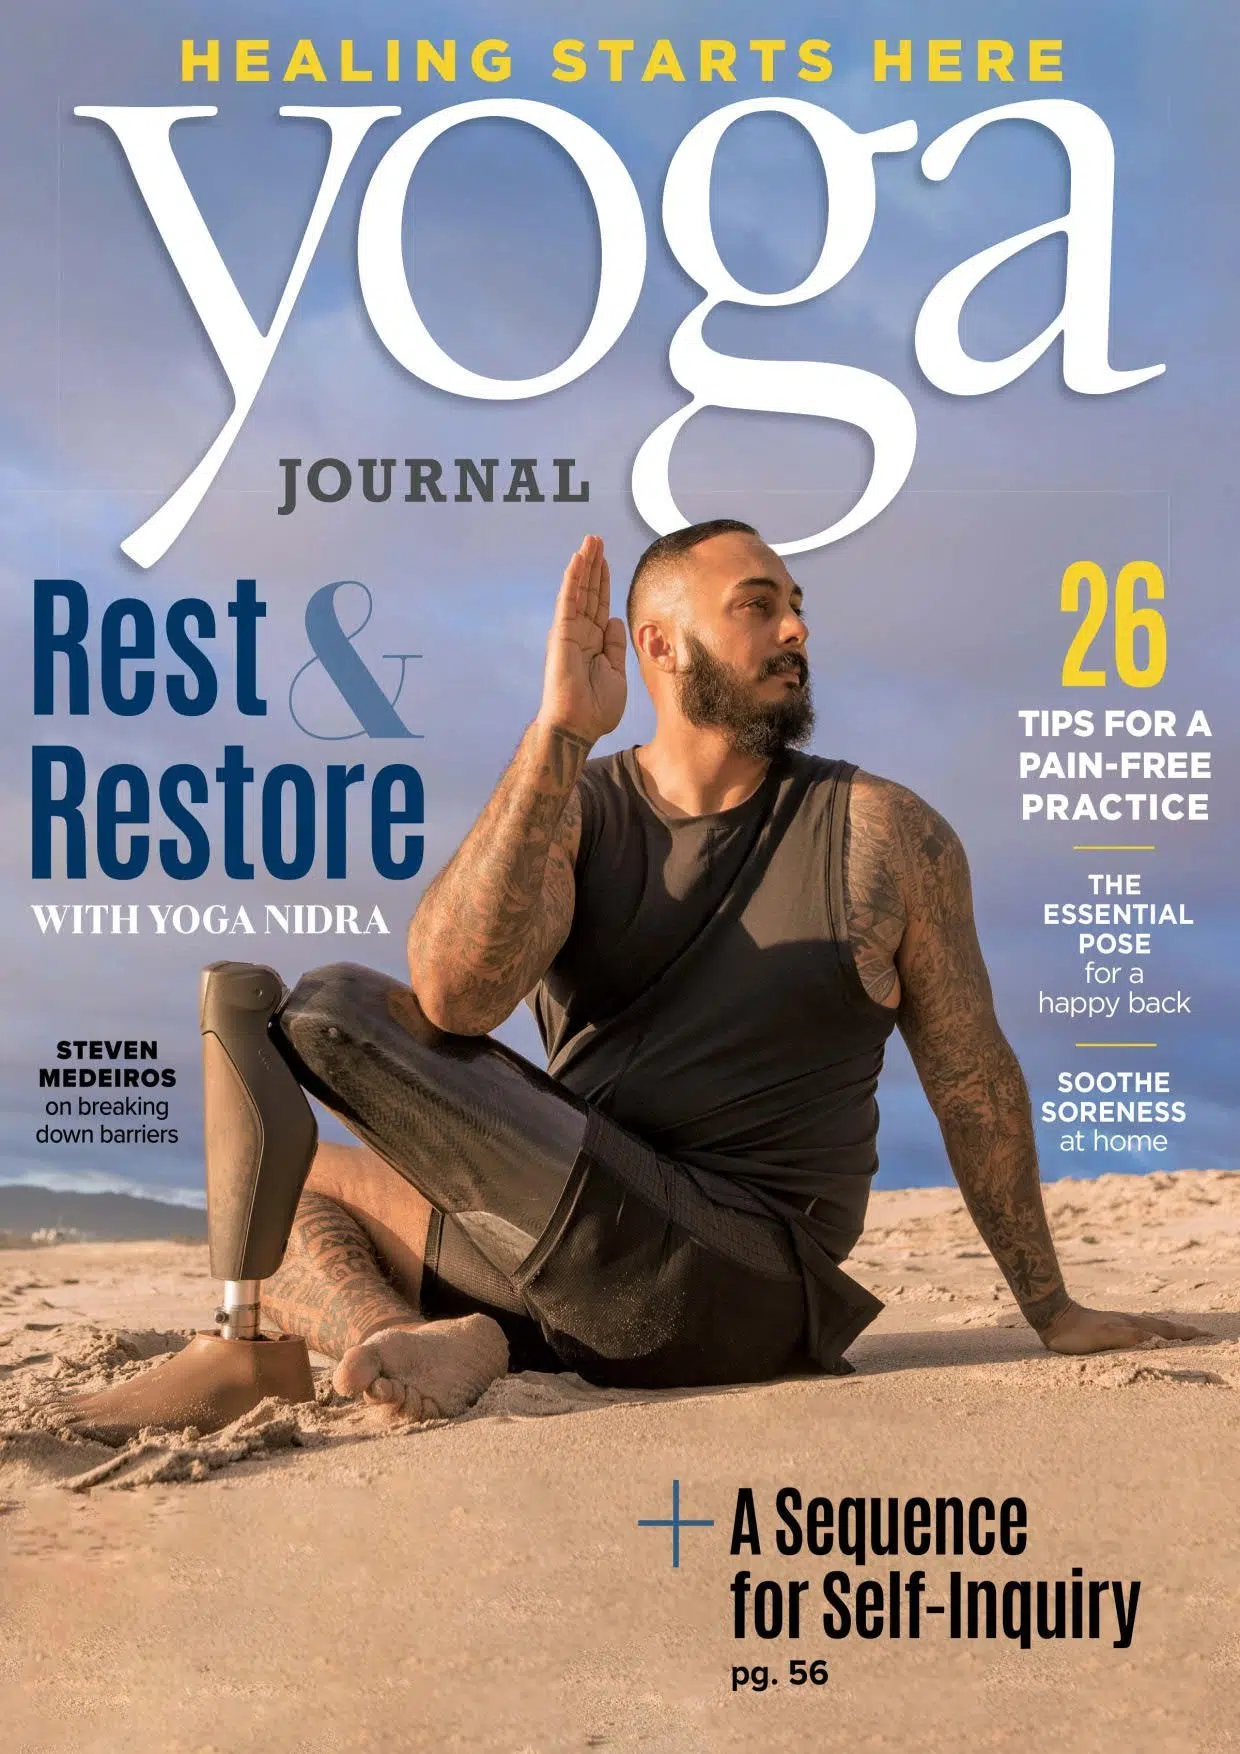 HEALING STARTS HERE
yoga
JOURNAL
Rest &
Restore
WITH YOGA NIDRA
STEVEN
MEDEIROS
on breaking
down barriers
26
TIPS FOR A
PAIN-FREE
PRACTICE
THE
ESSENTIAL
POSE
for a
happy back
SOOTHE
SORENESS
at home
+ A Sequence
for Self-Inquiry
pg. 56